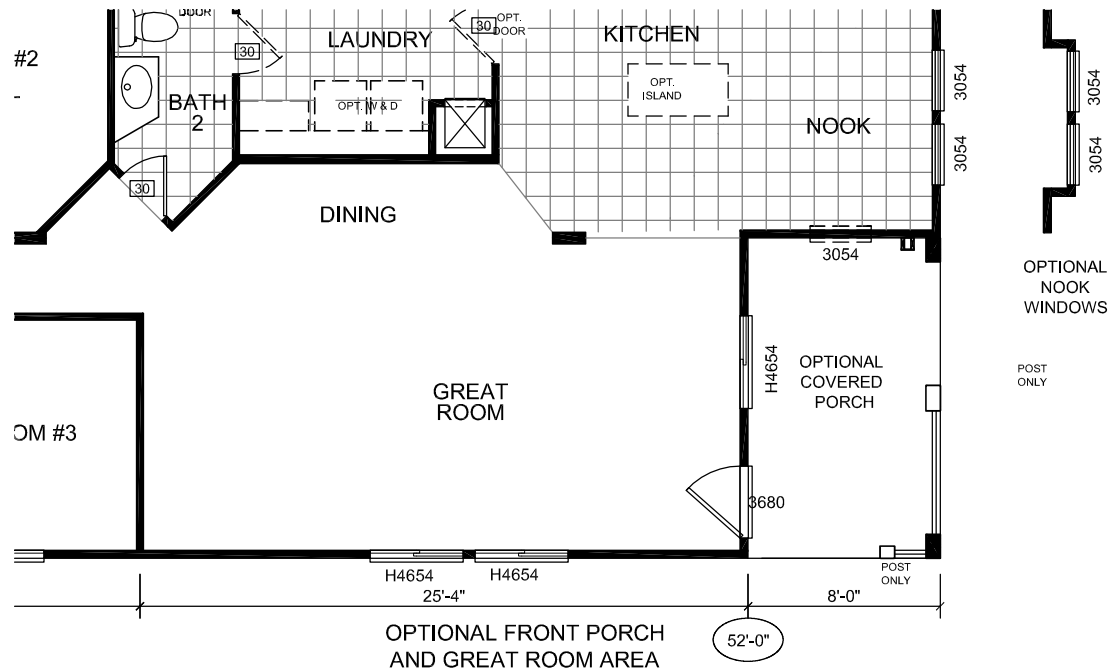 DOOR
30
OPT.
DOOR
LAUNDRY
KITCHEN
#2
30
OPT.
ISLAND
3054
3054
BATH
2
OPT. W & D
NOOK
3054
3054
30
DINING
3054
OPTIONAL
NOOK
WINDOWS
H4654
OPTIONAL
COVERED
PORCH
POST
ONLY
GREAT
ROOM
OM #3
3680
H4654
H4654
POST
ONLY
25'-4"
8'-0"
OPTIONAL FRONT PORCH
AND GREAT ROOM AREA
52'-0"